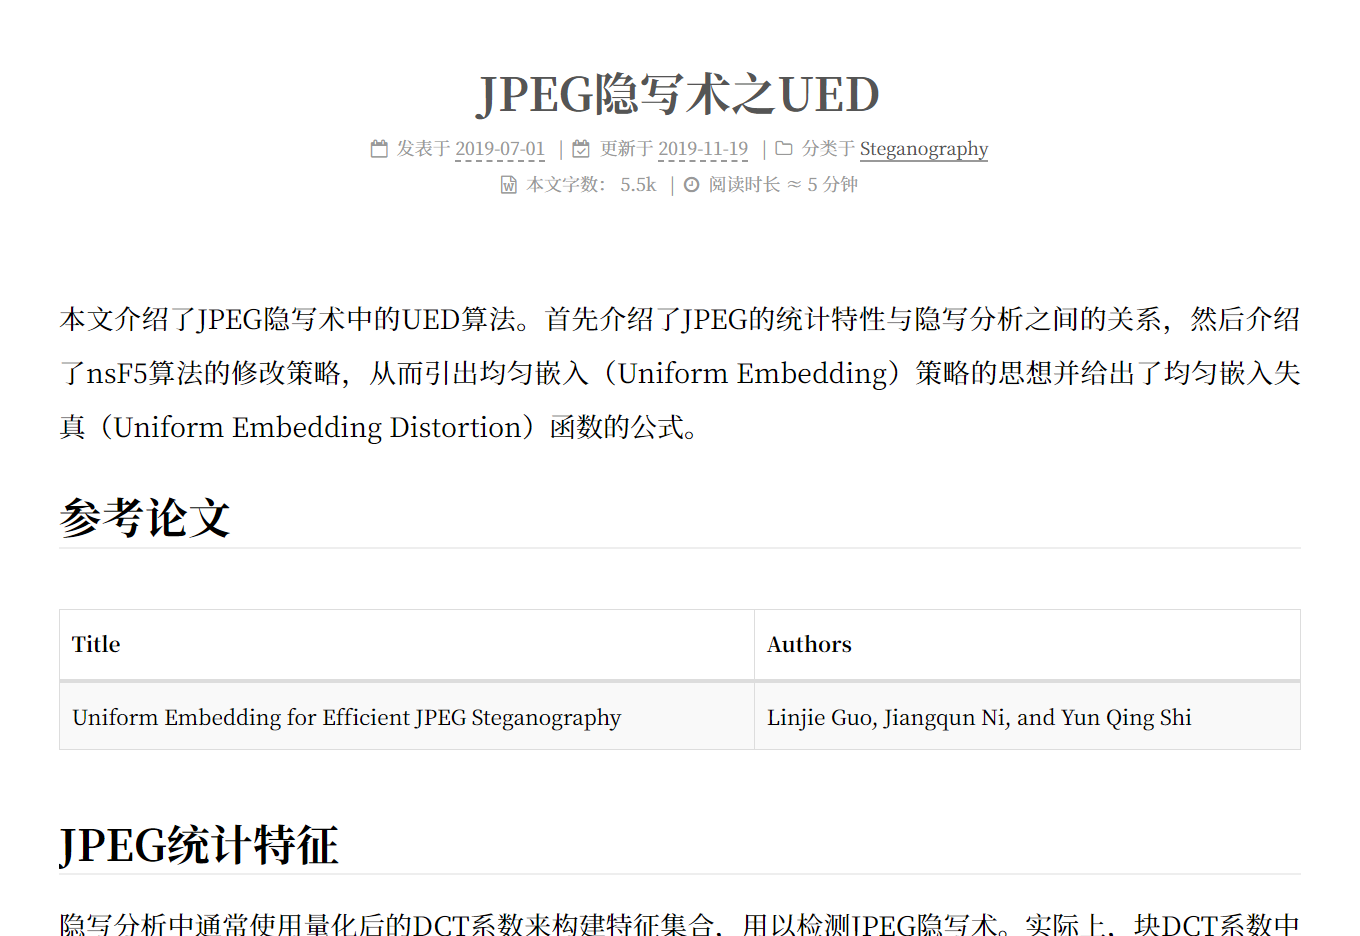 JPEG隐写术之UED
发表于 2019-07-01 | 更新于 2019-11-19 | 分类于 Steganography
本文字数： 5.5k | 阅读时长 ≈ 5 分钟
本文介绍了JPEG隐写术中的UED算法。首先介绍了JPEG的统计特性与隐写分析之间的关系，然后介绍
了nsF5算法的修改策略，从而引出均匀嵌入（Uniform Embedding）策略的思想并给出了均匀嵌入失
真（Uniform Embedding Distortion）函数的公式。
参考论文
Title Authors
Uniform Embedding for Efficient JPEG Steganography Linjie Guo, Jiangqun Ni, and Yun Qing Shi
JPEG统计特征
隐写分析中通常使用量化后的DCT系数来构建特征集合，用以检测JPEG隐写术。实际上，块DCT系数中